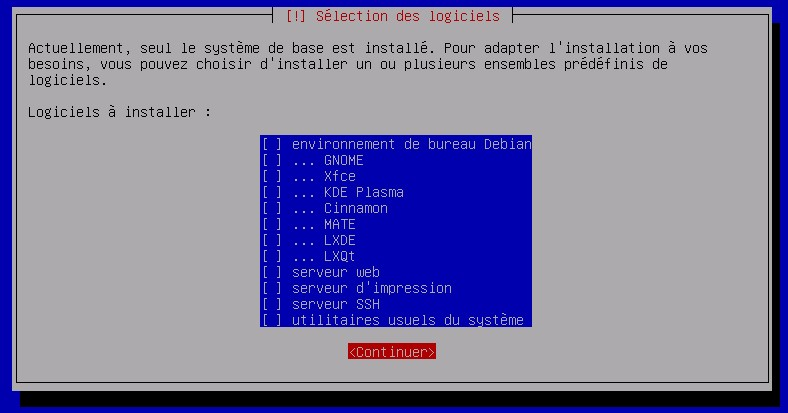 [!] Sélection des logiciels
Actuellement, seul le système de base est installé. Pour adapter l'installation à vos
besoins, vous pouvez choisir d'installer un ou plusieurs ensembles prédéfinis de
logiciels.
Logiciels à installer :
[ ] environnement de bureau Debian
[ ] ... GNOME
[ ] ... Xfce
[ ] ... KDE Plasma
[ ] ... Cinnamon
[ ] ... MATE
[ ] ... LXDE
[ ] ... LXQt
[ ] serveur web
[ ] serveur d'impression
[ ] serveur SSH
[ ] utilitaires usuels du système
<Continuer>